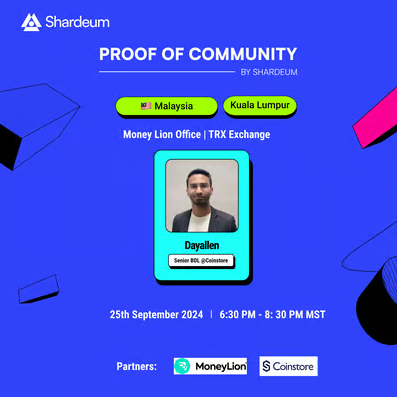 Shardeum
PROOF OF COMMUNITY
BY SHARDEUM
Malaysia
Kuala Lumpur
Money Lion Office | TRX Exchange
Dayallen
Senior BDL @Coinstore
25th September 2024 | 6:30 PM - 8: 30 PM MST
Partners:
MoneyLion
Coinstore